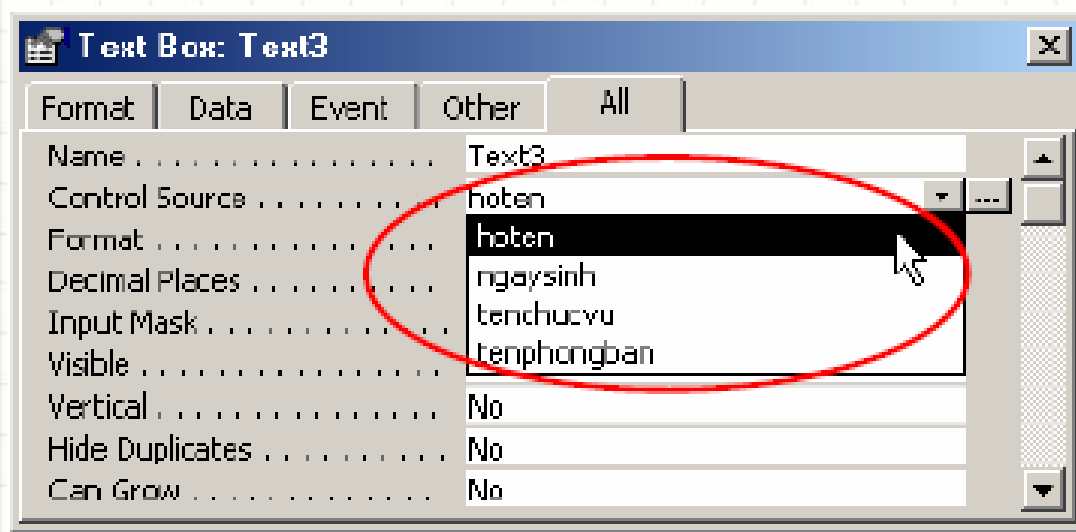 Text Box: Text3
Format Data Event Other All
Name . . . . . . . . . . . . . . . . Text3
Control Source . . . . . . . . . . hoten
Format . . . . . . . . . . . . . . . hoten
Decimal Places . . . . . . . . . . ngaysinh
Input Mask . . . . . . . . . . . . . tenchucvu
Visible . . . . . . . . . . . . . . . . tenphongban
Vertical . . . . . . . . . . . . . . . No
Hide Duplicates . . . . . . . . . . No
Can Grow . . . . . . . . . . . . . . No